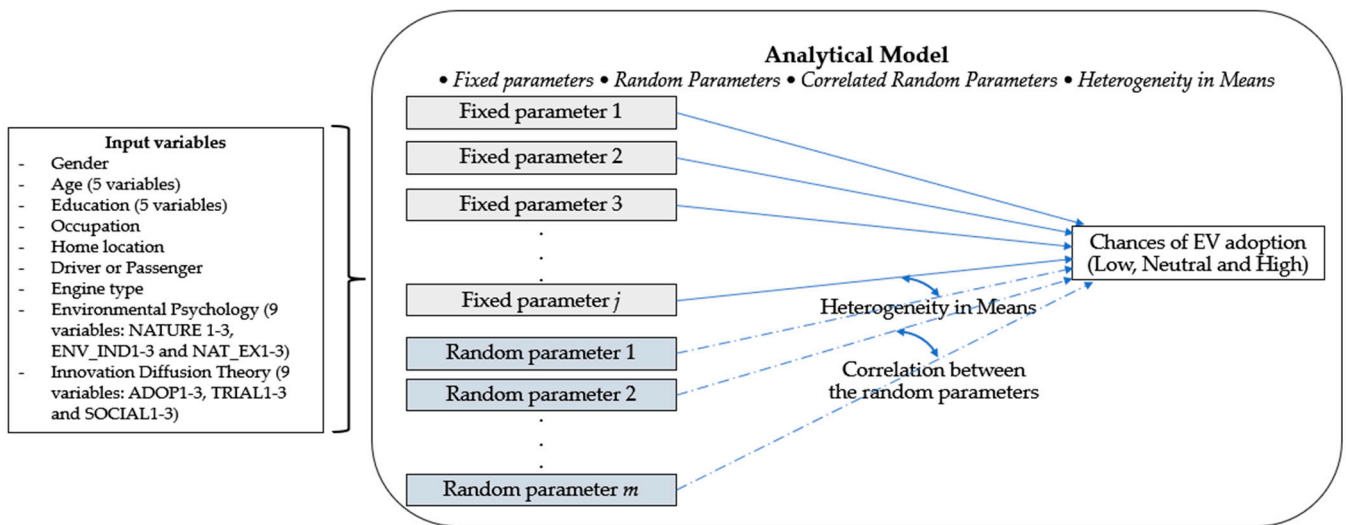 Analytical Model
• Fixed parameters • Random Parameters • Correlated Random Parameters • Heterogeneity in Means
Input variables
- Gender
- Age (5 variables)
- Education (5 variables)
- Occupation
- Home location
- Driver or Passenger
- Engine type
- Environmental Psychology (9
variables: NATURE 1-3,
ENV_IND1-3 and NAT_EX1-3)
- Innovation Diffusion Theory (9
variables: ADOP1-3, TRIAL1-3
and SOCIAL1-3)
Fixed parameter 1
Fixed parameter 2
Fixed parameter 3
Fixed parameter j
Random parameter 1
Random parameter 2
Random parameter m
Heterogeneity in Means
Correlation between
the random parameters
Chances of EV adoption
(Low, Neutral and High)